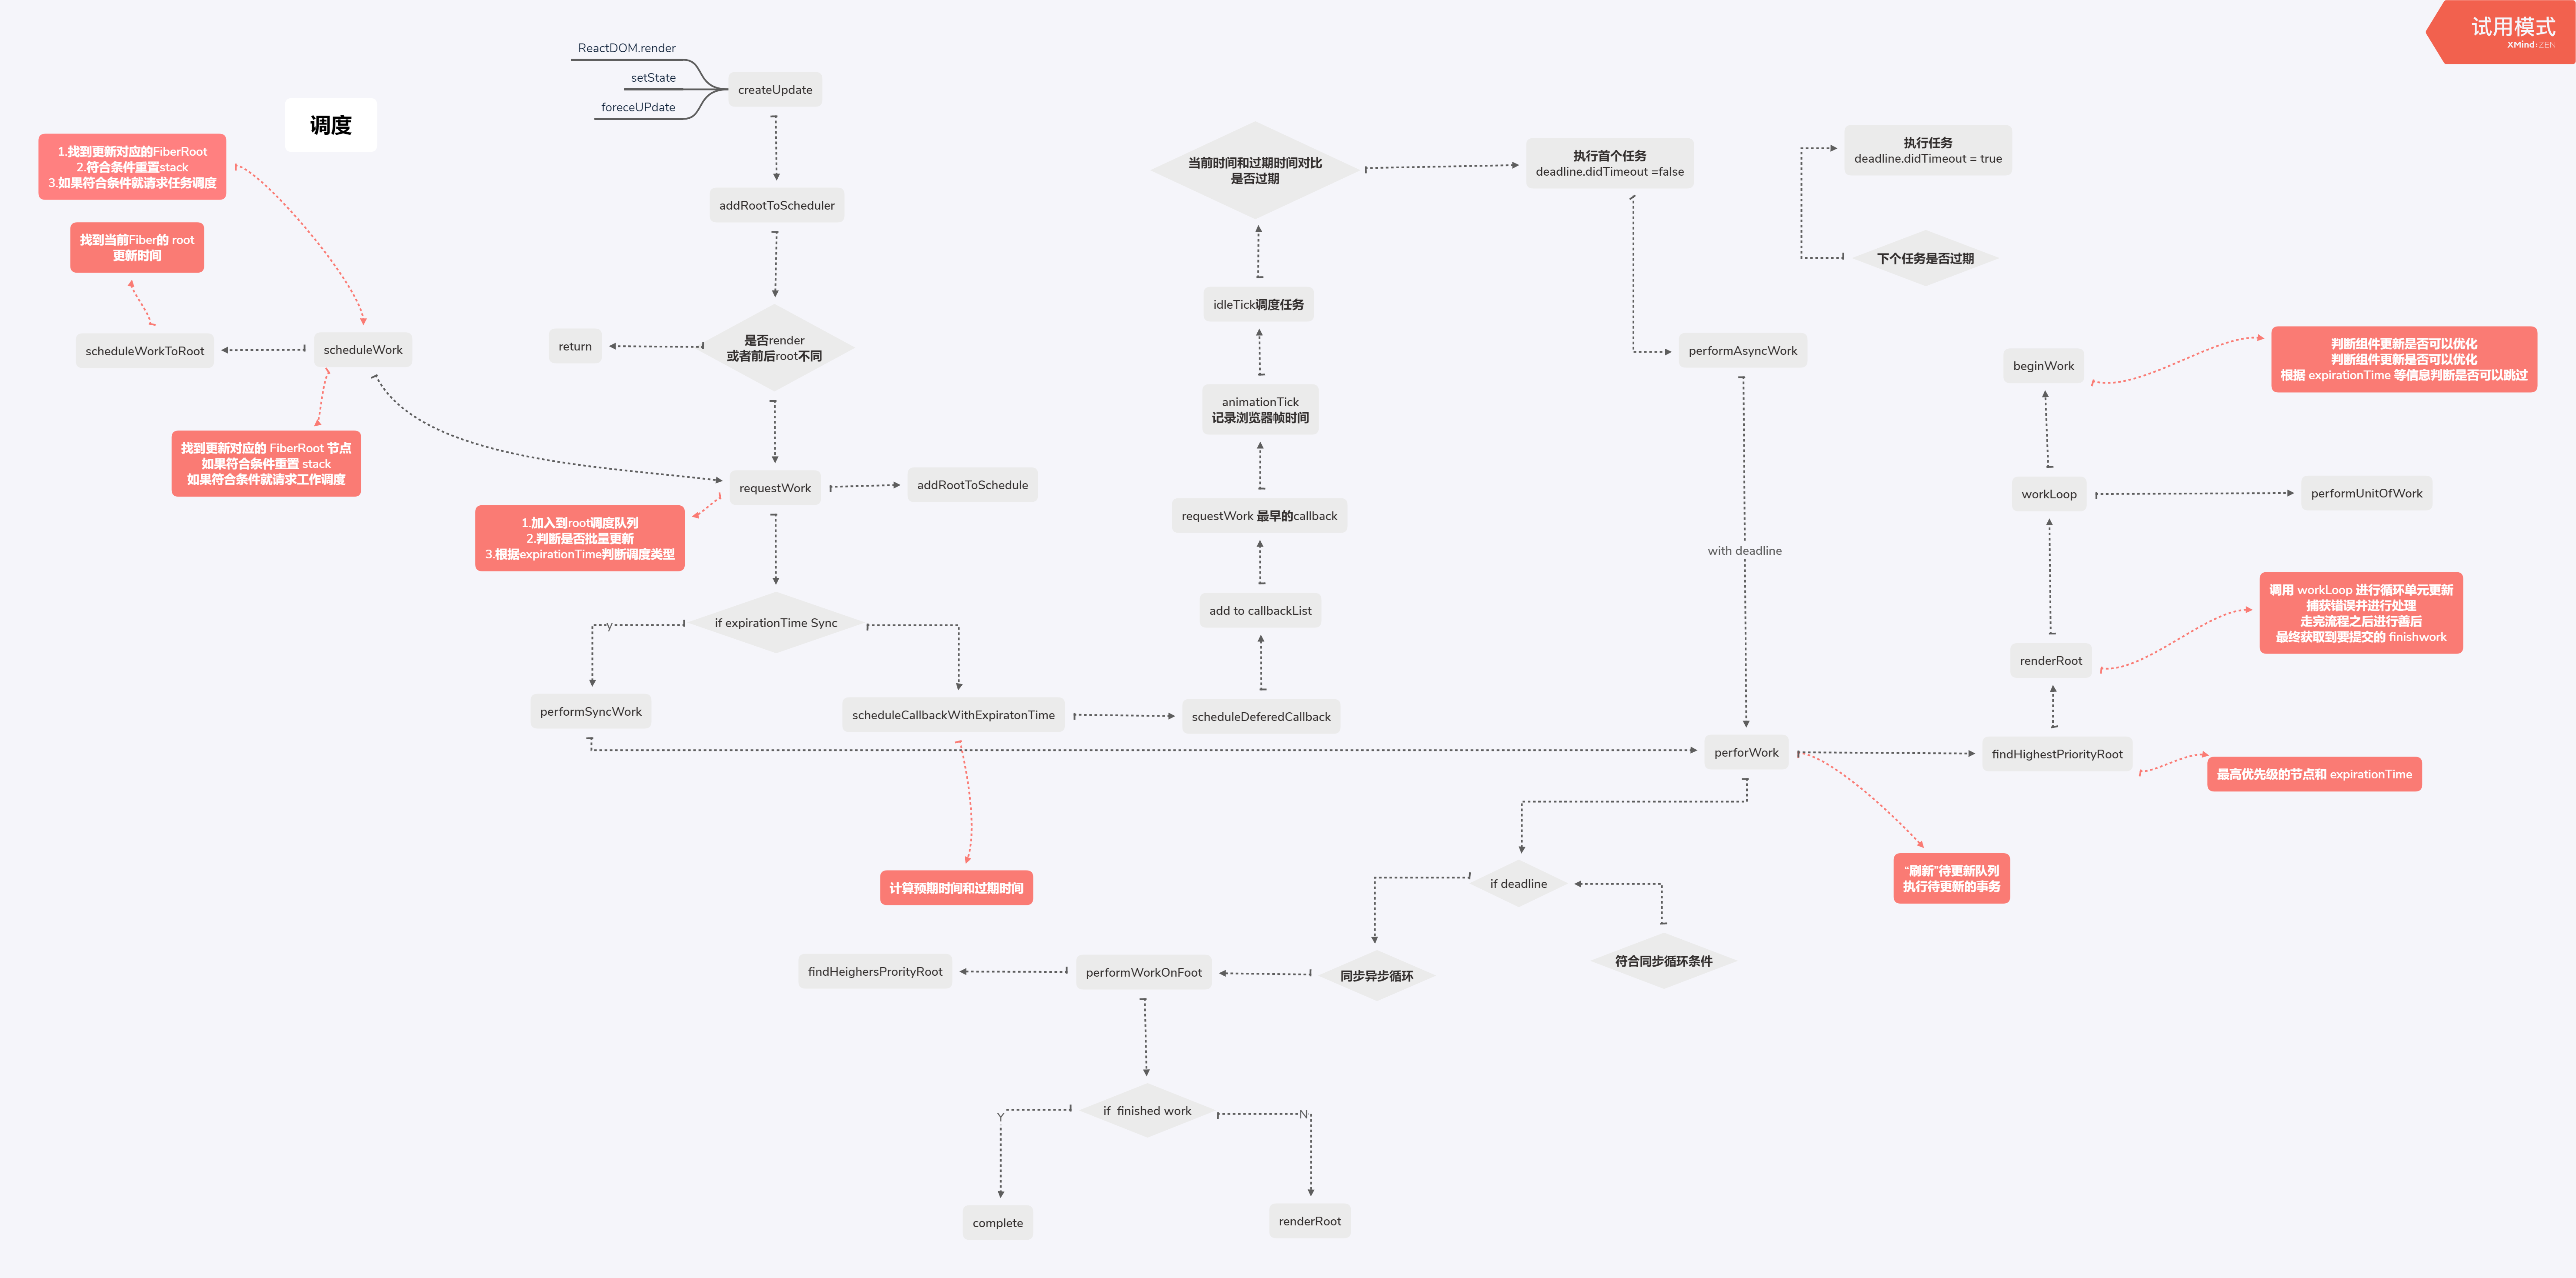 试用模式
XMind:ZEN
ReactDOM.render
setState
foreceUPdate
createUpdate
调度
1.找到更新对应的FiberRoot
2.符合条件重置stack
3.如果符合条件就请求任务调度
找到当前Fiber的 root
更新时间
scheduleWorkToRoot
scheduleWork
找到更新对应的 FiberRoot 节点
如果符合条件重置 stack
如果符合条件就请求工作调度
addRootToScheduler
return
是否render
或者前后root不同
requestWork
addRootToSchedule
1.加入到root调度队列
2.判断是否批量更新
3.根据expirationTime判断调度类型
if expirationTime Sync
y
performSyncWork
scheduleCallbackWithExpiratonTime
计算预期时间和过期时间
scheduleDeferedCallback
add to callbackList
requestWork 最早的callback
animationTick
记录浏览器帧时间
idleTick调度任务
当前时间和过期时间对比
是否过期
执行首个任务
deadline.didTimeout =false
执行任务
deadline.didTimeout = true
下个任务是否过期
performAsyncWork
with deadline
perforWork
findHighestPriorityRoot
最高优先级的节点和 expirationTime
renderRoot
调用 workLoop 进行循环单元更新
捕获错误并进行处理
走完流程之后进行善后
最终获取到要提交的 finishwork
workLoop
performUnitOfWork
beginWork
判断组件更新是否可以优化
判断组件更新是否可以优化
根据 expirationTime 等信息判断是否可以跳过
“刷新”待更新队列
执行待更新的事务
if deadline
符合同步循环条件
同步异步循环
performWorkOnFoot
findHeighersProrityRoot
if finished work
Y
N
complete
renderRoot